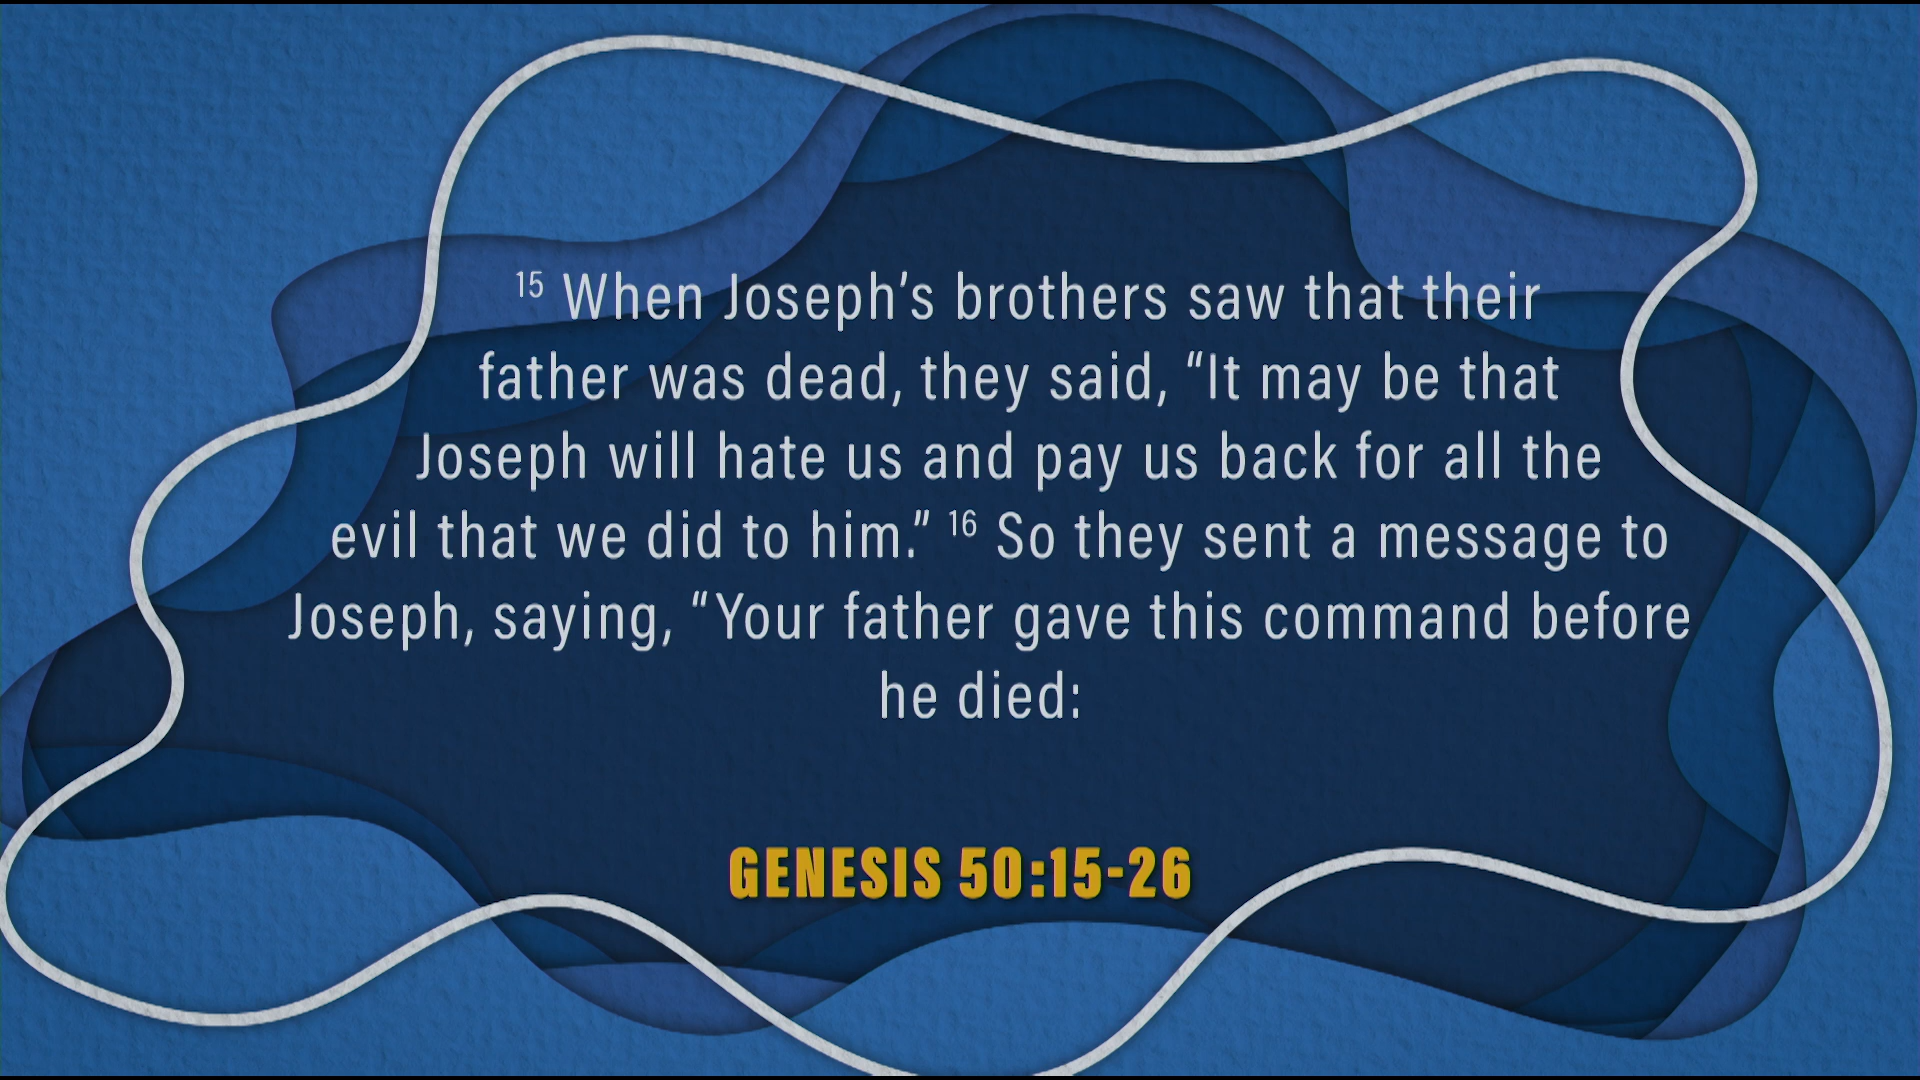 15 When Joseph’s brothers saw that their
father was dead, they said, “It may be that
Joseph will hate us and pay us back for all the
evil that we did to him.” 16 So they sent a message to
Joseph, saying, “Your father gave this command before
he died:
GENESIS 50:15-26